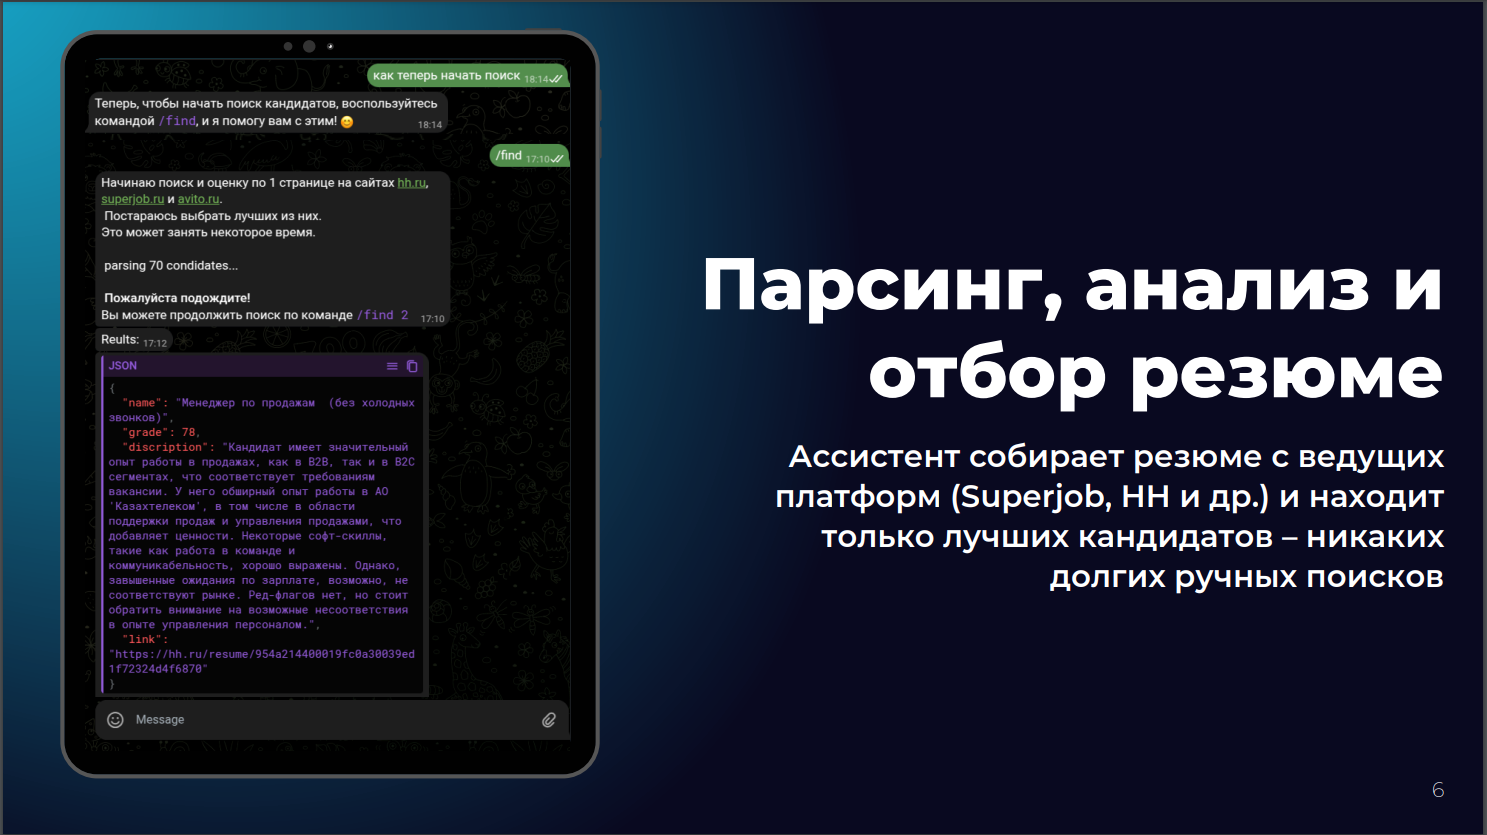 как теперь начать поиск 18:14
Теперь, чтобы начать поиск кандидатов, воспользуйтесь
командой /find, и я помогу вам с этим! 😊
18:14
/find 17:10
Начинаю поиск и оценку по 1 странице на сайтах hh.ru,
superjob.ru и avito.ru.
Постараюсь выбрать лучших из них.
Это может занять некоторое время.
parsing 70 condidates...
Пожалуйста подождите!
Вы можете продолжить поиск по команде /find 2 17:10
Reults: 17:12
JSON
{
"name": "Менеджер по продажам (без холодных
звонков)",
"grade": 78,
"discription": "Кандидат имеет значительный
опыт работы в продажах, как в B2B, так и в B2C
сегментах, что соответствует требованиям
вакансии. У него обширный опыт работы в АО
'Казахтелеком', в том числе в области
поддержки продаж и управления продажами, что
добавляет ценности. Некоторые софт-скиллы,
такие как работа в команде и
коммуникабельность, хорошо выражены. Однако,
завышенные ожидания по зарплате, возможно, не
соответствуют рынке. Ред-флагов нет, но стоит
обратить внимание на возможные несоответствия
в опыте управления персоналом.",
"link":
"https://hh.ru/resume/954a214400019fc0a30039ed
1f72324d4f6870"
}
Message
Парсинг, анализ и
отбор резюме
Ассистент собирает резюме с ведущих
платформ (Superjob, HH и др.) и находит
только лучших кандидатов – никаких
долгих ручных поисков
6